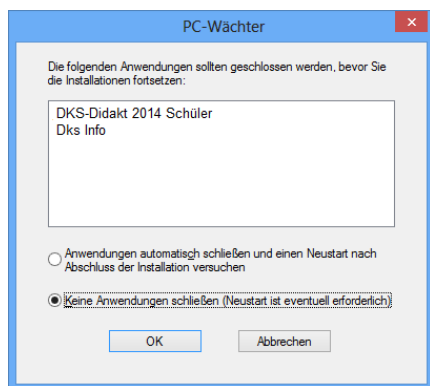 PC-Wächter
Die folgenden Anwendungen sollten geschlossen werden, bevor Sie
die Installationen fortsetzen:
DKS-Didakt 2014 Schüler
Dks Info
Anwendungen automatisch schließen und einen Neustart nach
Abschluss der Installation versuchen
Keine Anwendungen schließen (Neustart ist eventuell erforderlich)
OK
Abbrechen